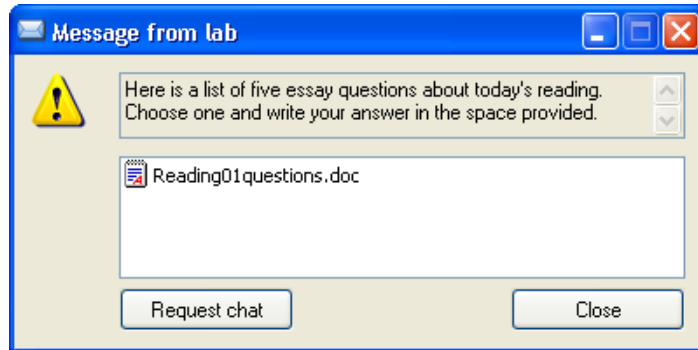 Message from lab
Here is a list of five essay questions about today's reading.
Choose one and write your answer in the space provided.
Reading01questions.doc
Request chat
Close